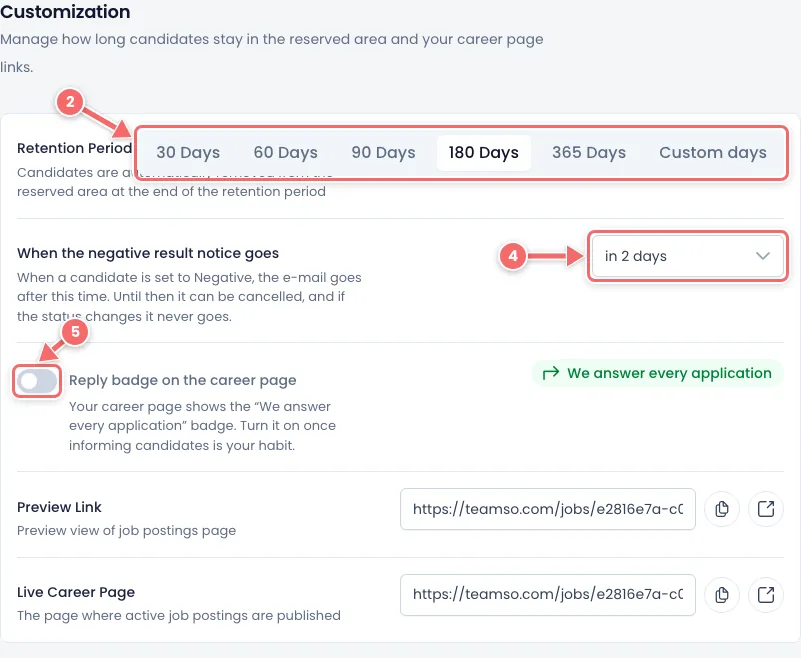 Customization
Manage how long candidates stay in the reserved area and your career page
links.
2
Retention Period
30 Days
60 Days
90 Days
180 Days
365 Days
Custom days
Candidates are automatically removed from the
reserved area at the end of the retention period
When the negative result notice goes
4
in 2 days
When a candidate is set to Negative, the e-mail goes
after this time. Until then it can be cancelled, and if
the status changes it never goes.
5
Reply badge on the career page
We answer every application
Your career page shows the “We answer
every application” badge. Turn it on once
informing candidates is your habit.
Preview Link
https://teamso.com/jobs/e2816e7a-c0
Preview view of job postings page
Live Career Page
https://teamso.com/jobs/e2816e7a-c0
The page where active job postings are published